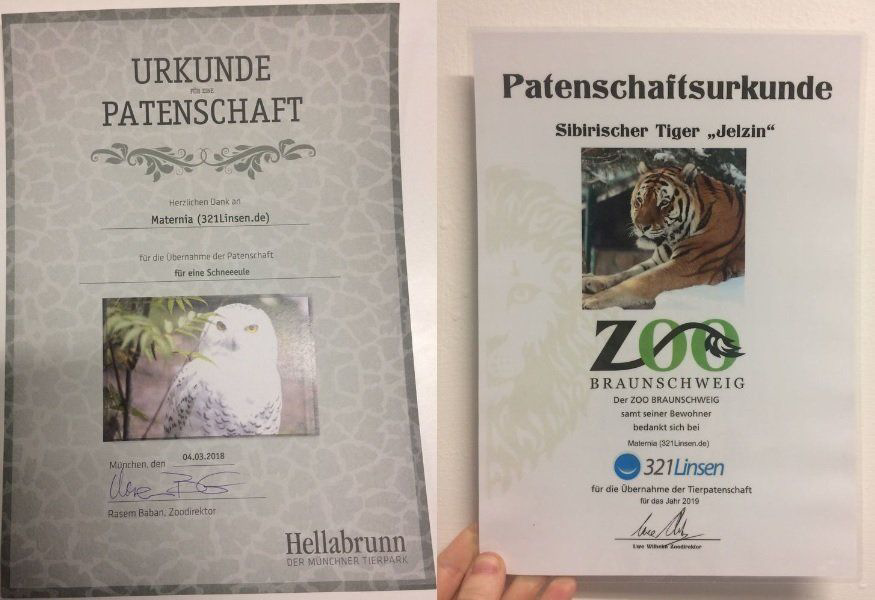 URKUNDE
FÜR EINE
PATENSCHAFT
Herzlichen Dank an
Maternia (321Linsen.de)
für die Übernahme der Patenschaft
für eine Schneeeule
München, den 04.03.2018
Rasem Baban, Zoodirektor
Hellabrunn
DER MÜNCHNER TIERPARK
Patenschaftsurkunde
Sibirischer Tiger „Jelzin“
ZOO
BRAUNSCHWEIG
Der ZOO BRAUNSCHWEIG
samt seiner Bewohner
bedankt sich bei
Maternia (321Linsen.de)
321Linsen
für die Übernahme der Tierpatenschaft
für das Jahr 2019
Uwe Wilhelm Zoodirektor